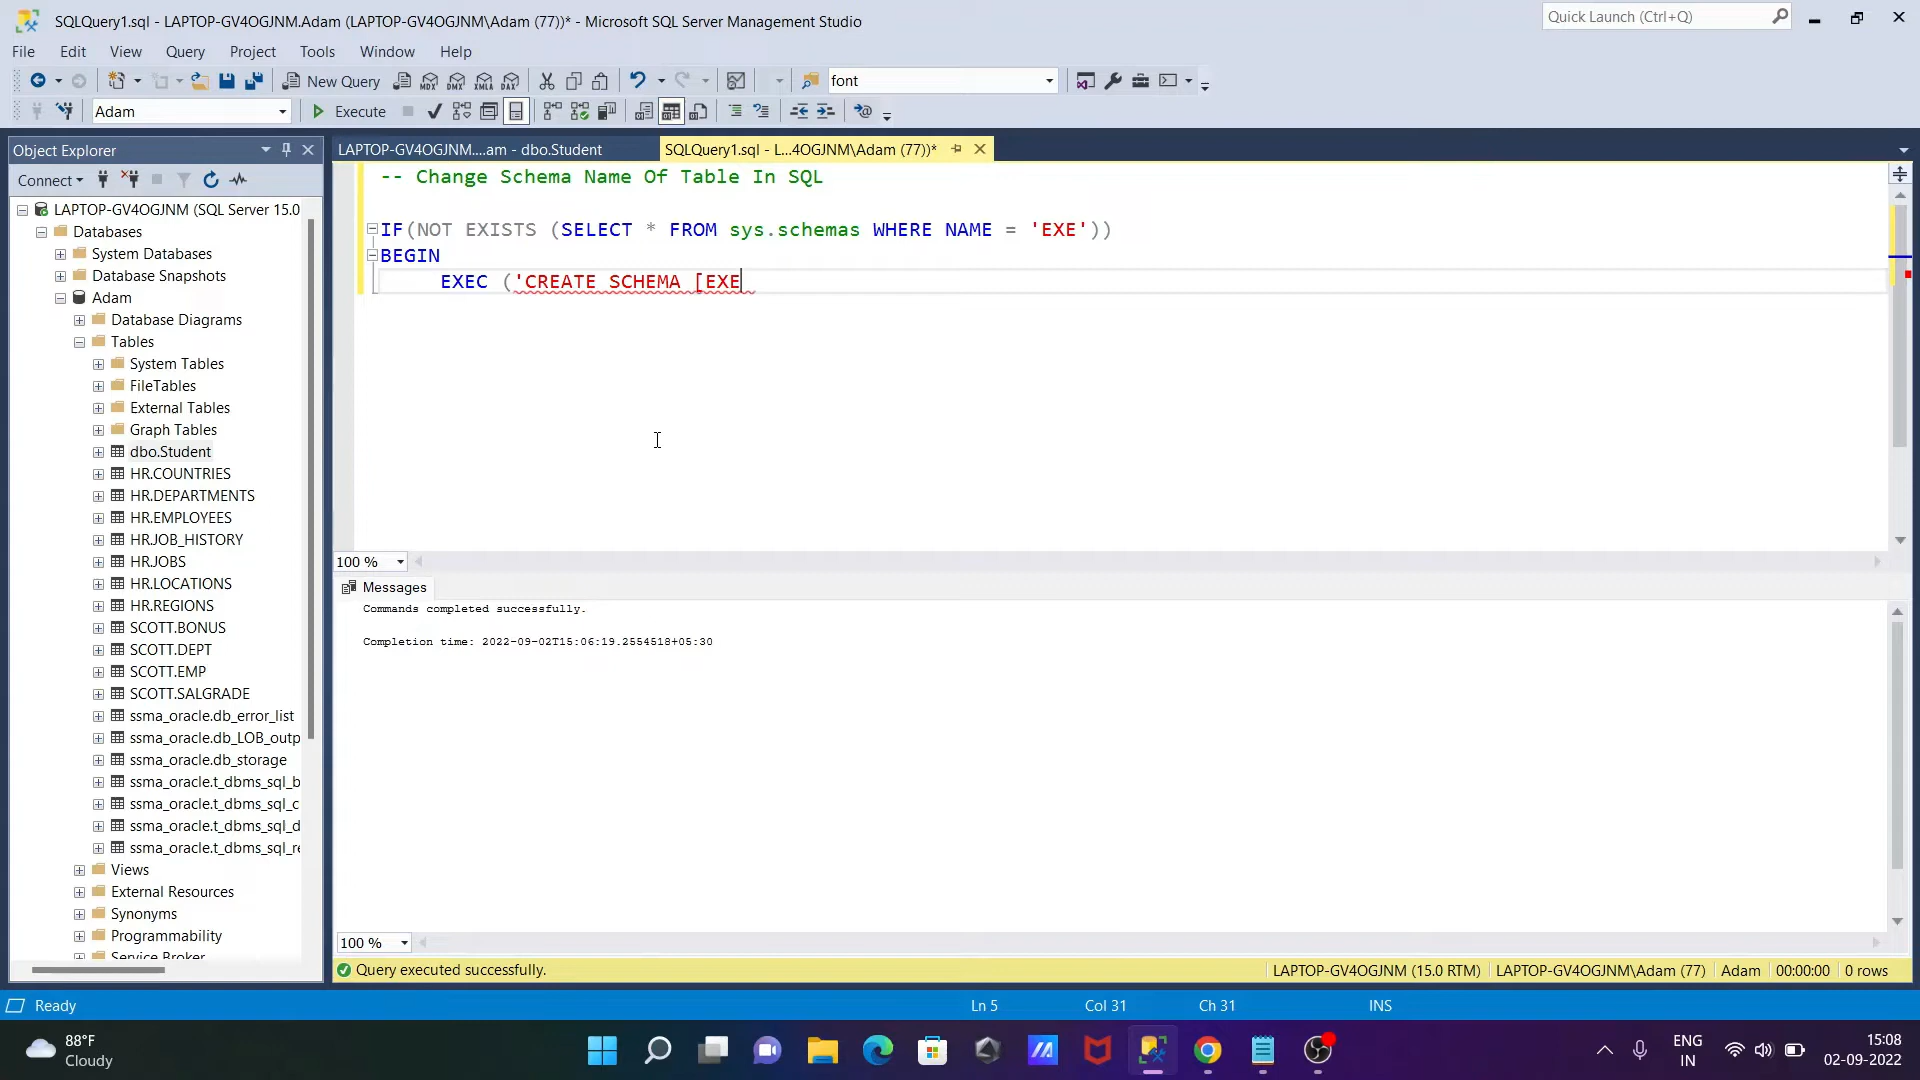 SQLQuery1.sql - LAPTOP-GV4OGJNM.Adam (LAPTOP-GV4OGJNM\Adam (77))* - Microsoft SQL Server Management Studio
Quick Launch (Ctrl+Q)
File Edit View Query Project Tools Window Help
New Query
font
Adam
Execute
Object Explorer
LAPTOP-GV4OGJNM....am - dbo.Student
SQLQuery1.sql - L...4OGJNM\Adam (77))*
Connect
-- Change Schema Name Of Table In SQL
IF(NOT EXISTS (SELECT * FROM sys.schemas WHERE NAME = 'EXE'))
BEGIN
EXEC ('CREATE SCHEMA [EXE
LAPTOP-GV4OGJNM (SQL Server 15.0
Databases
System Databases
Database Snapshots
Adam
Database Diagrams
Tables
System Tables
FileTables
External Tables
Graph Tables
dbo.Student
HR.COUNTRIES
HR.DEPARTMENTS
HR.EMPLOYEES
HR.JOB_HISTORY
HR.JOBS
HR.LOCATIONS
HR.REGIONS
SCOTT.BONUS
SCOTT.DEPT
SCOTT.EMP
SCOTT.SALGRADE
ssma_oracle.db_error_list
ssma_oracle.db_LOB_outp
ssma_oracle.db_storage
ssma_oracle.t_dbms_sql_b
ssma_oracle.t_dbms_sql_c
ssma_oracle.t_dbms_sql_d
ssma_oracle.t_dbms_sql_re
Views
External Resources
Synonyms
Programmability
Service Broker
100 %
Messages
Commands completed successfully.
Completion time: 2022-09-02T15:06:19.2554518+05:30
100 %
Query executed successfully.
LAPTOP-GV4OGJNM (15.0 RTM) LAPTOP-GV4OGJNM\Adam (77) Adam 00:00:00 0 rows
Ready
Ln 5
Col 31
Ch 31
INS
88°F
Cloudy
ENG
IN
15:08
02-09-2022